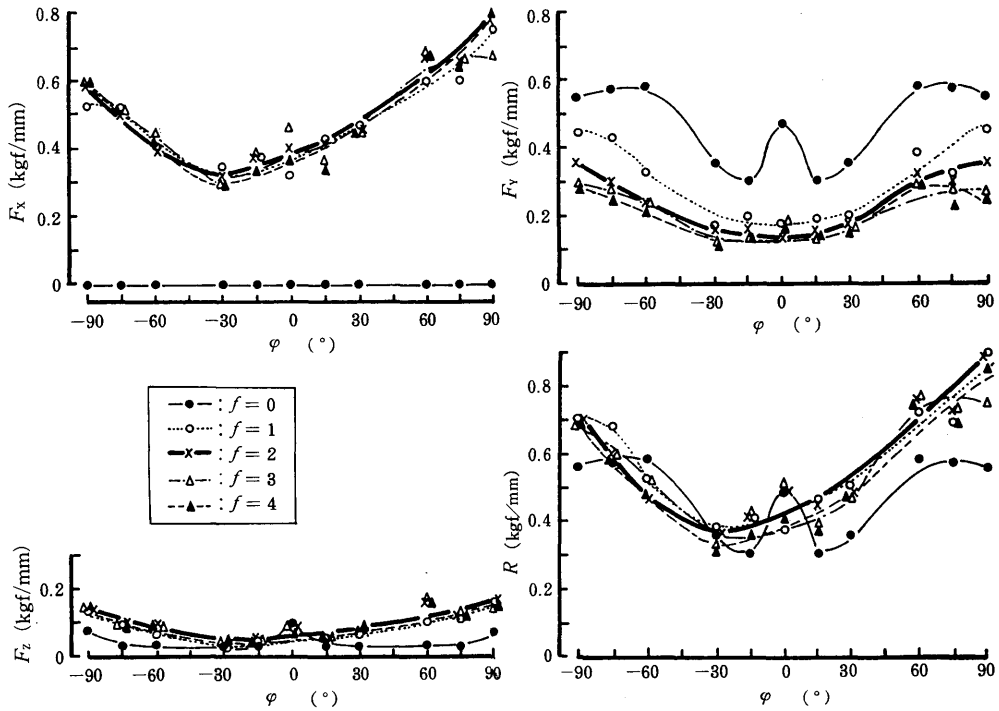 0.8
0.6
0.4
0.2
0
F_X (kgf/mm)
−90 −60 −30 0 30 60 90
φ (°)
0.8
0.6
0.4
0.2
0
F_Y (kgf/mm)
−90 −60 −30 0 30 60 90
φ (°)
: f = 0
: f = 1
: f = 2
: f = 3
: f = 4
0.2
0
F_Z (kgf/mm)
−90 −60 −30 0 30 60 90
φ (°)
0.8
0.6
0.4
0.2
0
R (kgf/mm)
−90 −60 −30 0 30 60 90
φ (°)